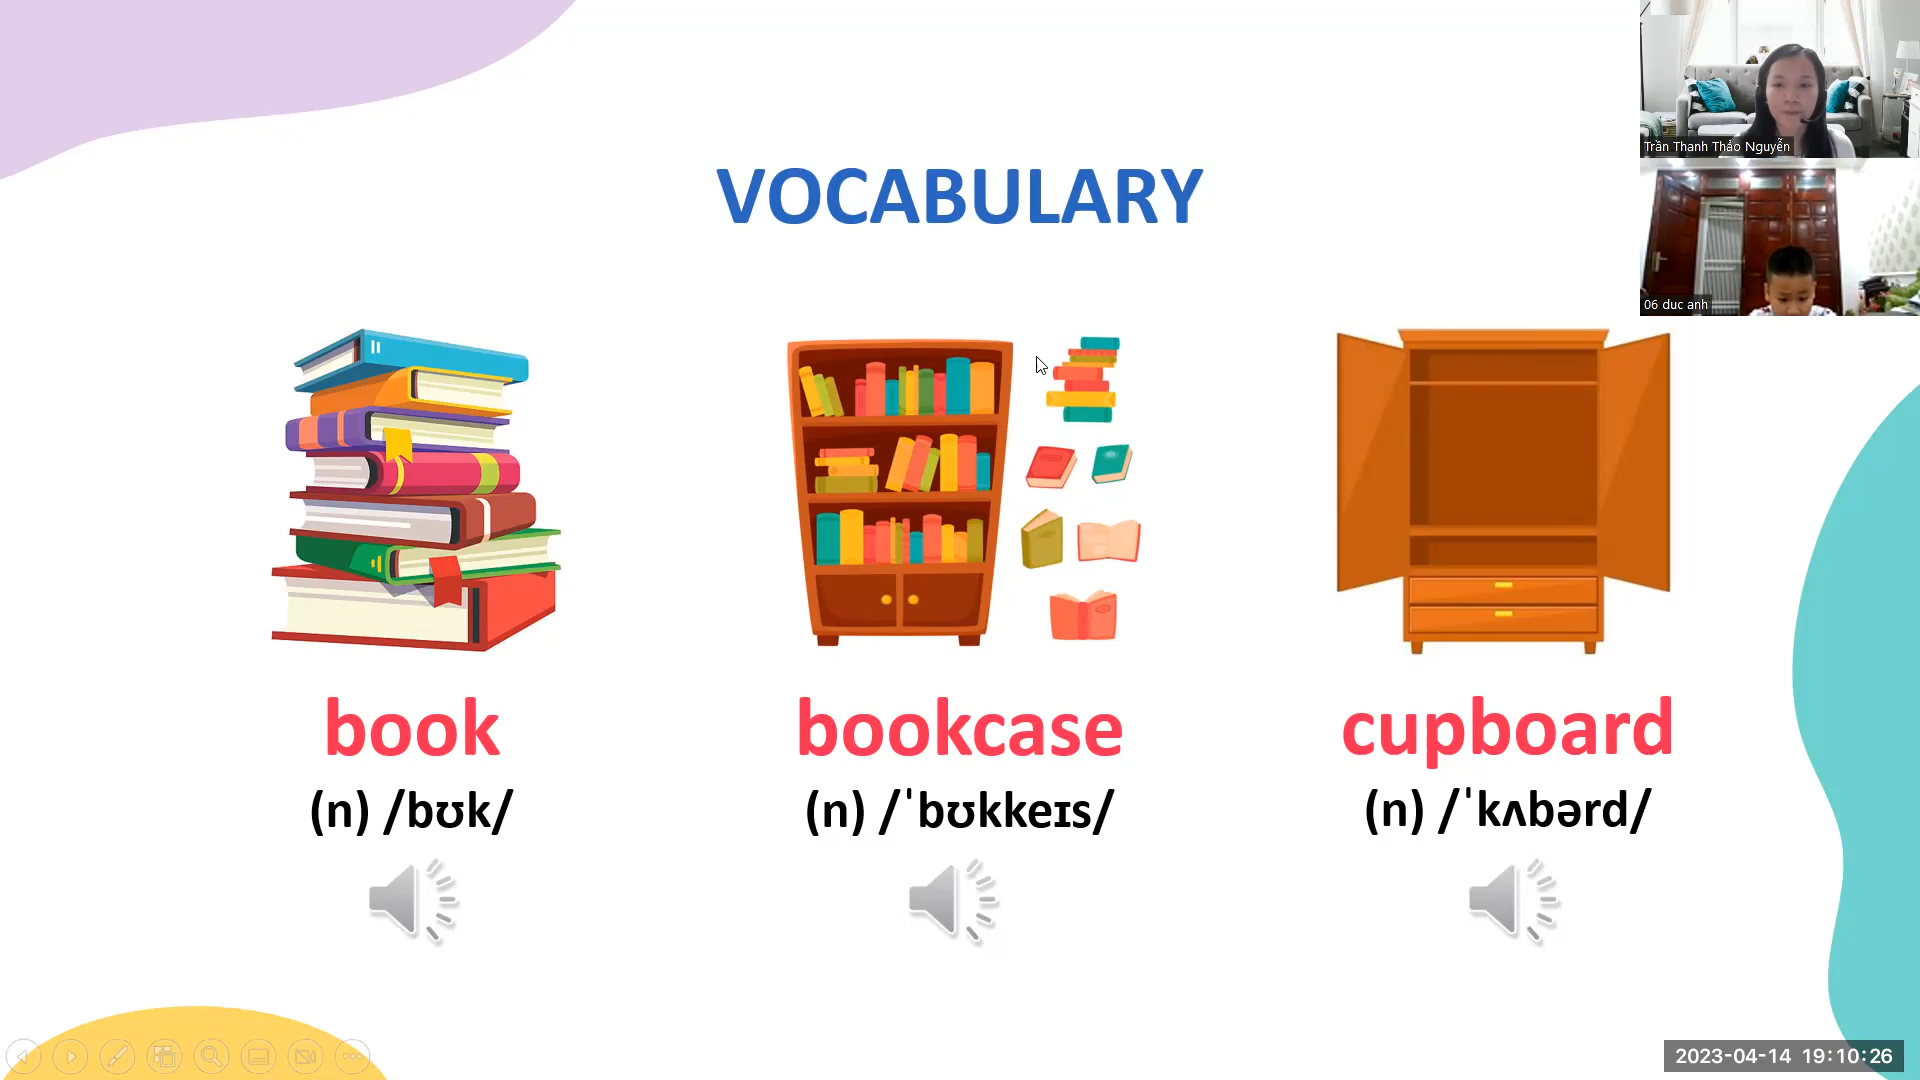 VOCABULARY
book
(n) /bʊk/
bookcase
(n) /ˈbʊkkeɪs/
cupboard
(n) /ˈkʌbərd/
Trần Thanh Thảo Nguyễn
06 duc anh
2023-04-14 19:10:26